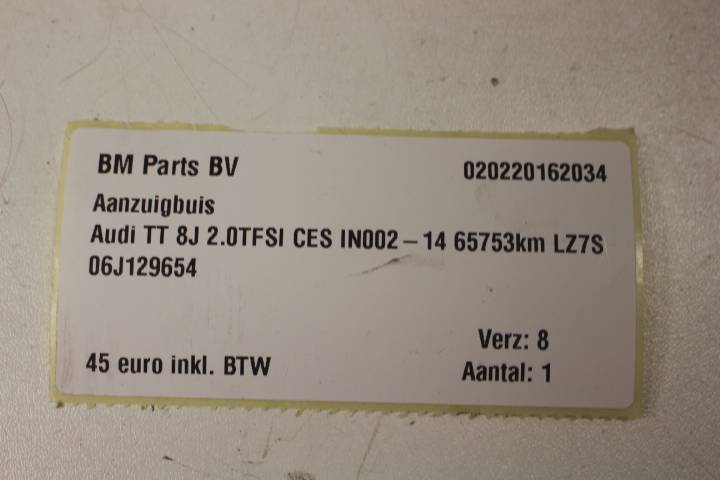 BM Parts BV 020220162034
Aanzuigbuis
Audi TT 8J 2.0TFSI CES IN002 – 14 65753km LZ7S
06J129654
Verz: 8
45 euro inkl. BTW Aantal: 1